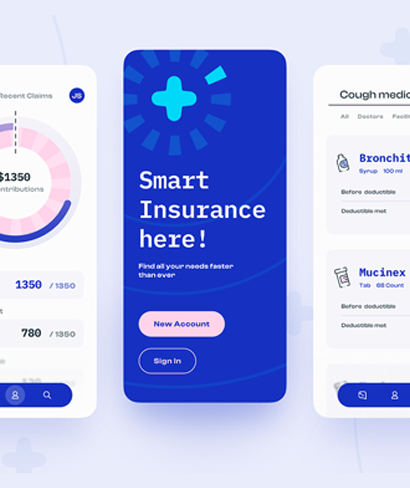 Recent Claims
JS
$1350
ntributions
1350 / 1350
t
780 / 1350
Smart
Insurance
here!
Find all your needs faster
than ever
New Account
Sign In
Cough medic
All Doctors Facilit
Bronchit
Syrup 100 ml
Before deductible
Deductible met
Mucinex
Tab 68 Count
Before deductible
Deductible met